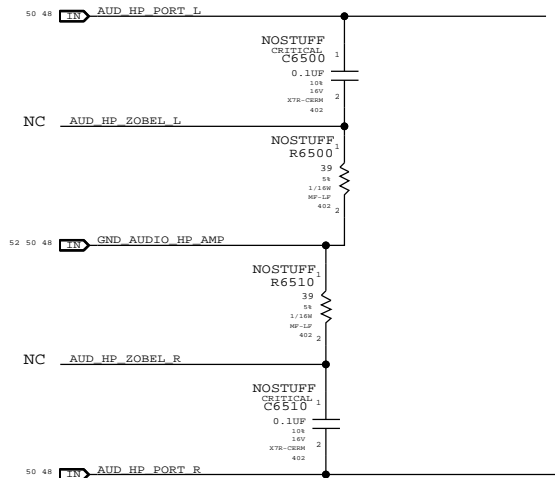 50 48 IN AUD_HP_PORT_L
NOSTUFF
CRITICAL
C6500
1
0.1UF
10%
16V
X7R-CERM
402
2
NC AUD_HP_ZOBEL_L
NOSTUFF
R6500
1
39
5%
1/16W
MF-LF
402
2
52 50 48 IN GND_AUDIO_HP_AMP
NOSTUFF
R6510
1
39
5%
1/16W
MF-LF
402
2
NC AUD_HP_ZOBEL_R
NOSTUFF
CRITICAL
C6510
1
0.1UF
10%
16V
X7R-CERM
402
2
50 48 IN AUD_HP_PORT_R